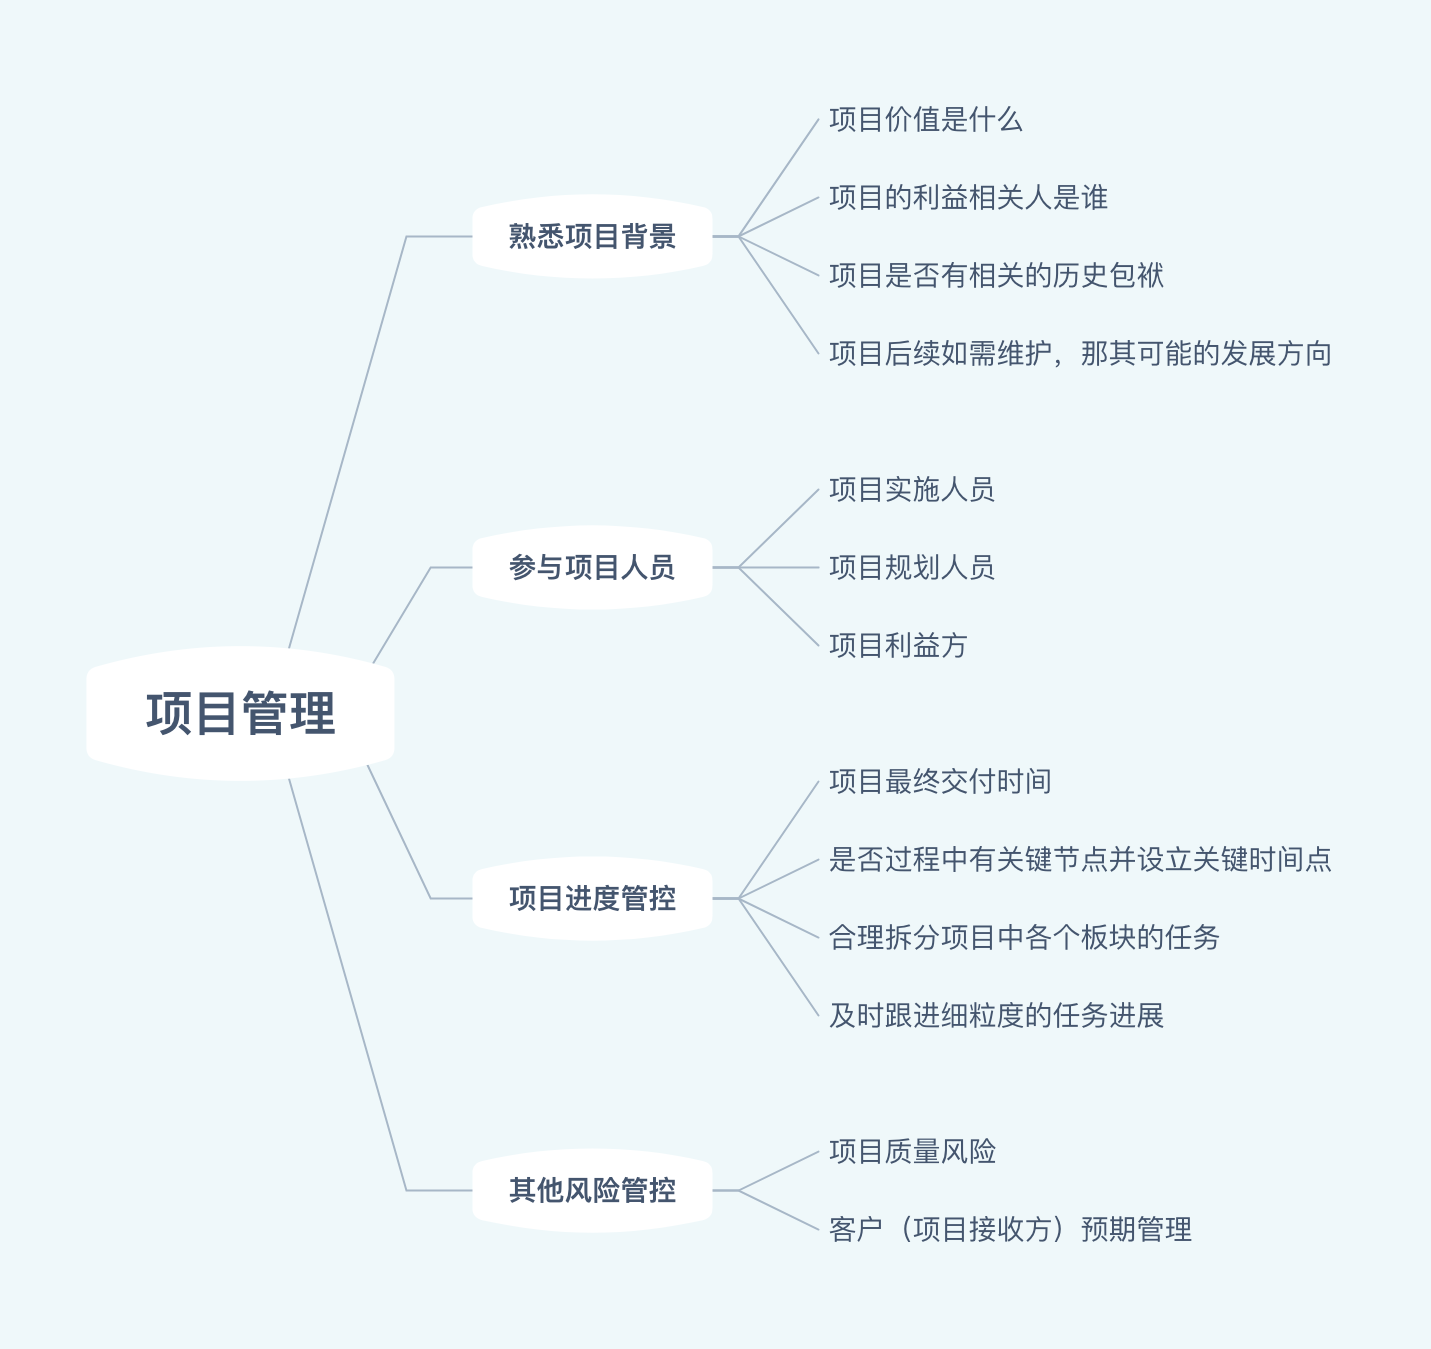 项目管理
熟悉项目背景
项目价值是什么
项目的利益相关人是谁
项目是否有相关的历史包袱
项目后续如需维护，那其可能的发展方向
参与项目人员
项目实施人员
项目规划人员
项目利益方
项目进度管控
项目最终交付时间
是否过程中有关键节点并设立关键时间点
合理拆分项目中各个板块的任务
及时跟进细粒度的任务进展
其他风险管控
项目质量风险
客户（项目接收方）预期管理